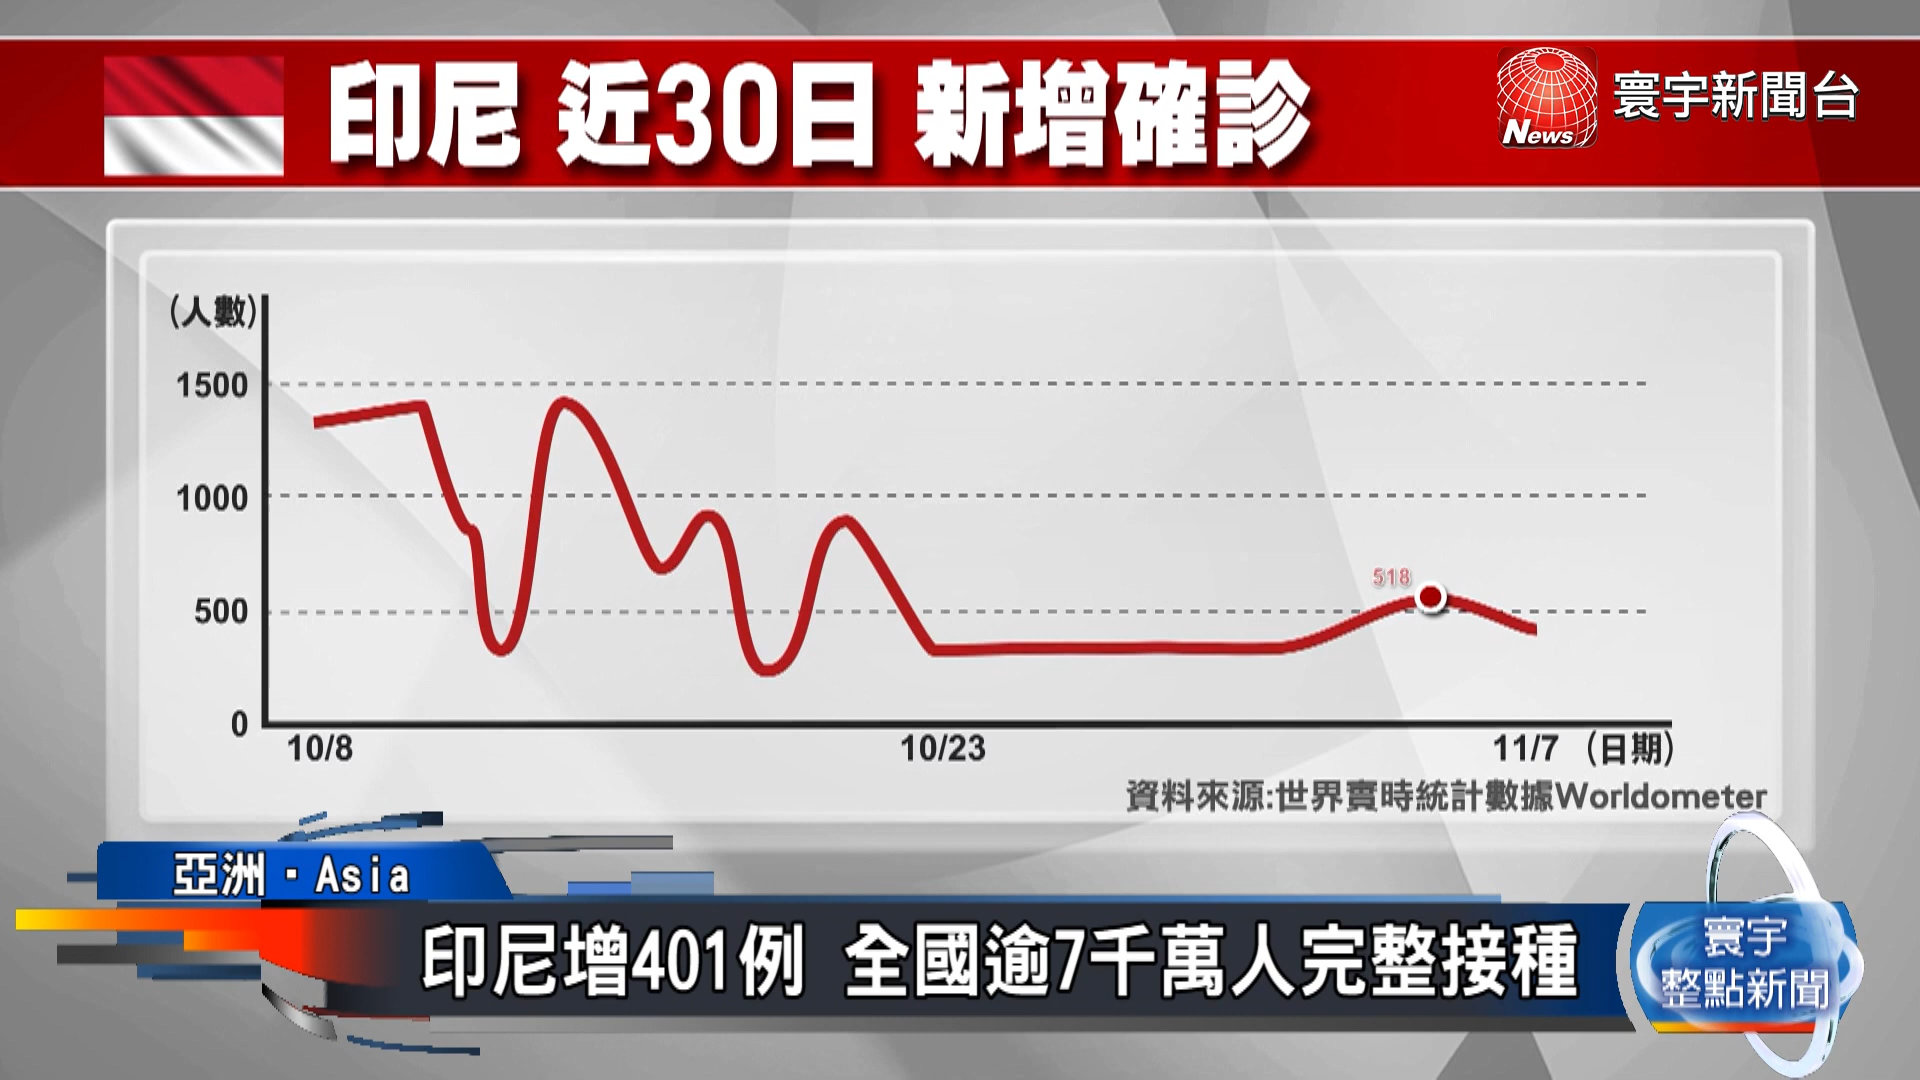 印尼 近30日 新增確診
News
寰宇新聞台
(人數)
1500
1000
500
0
518
10/8
10/23
11/7
(日期)
資料來源:世界實時統計數據Worldometer
亞洲·Asia
印尼增401例 全國逾7千萬人完整接種
寰宇
整點新聞